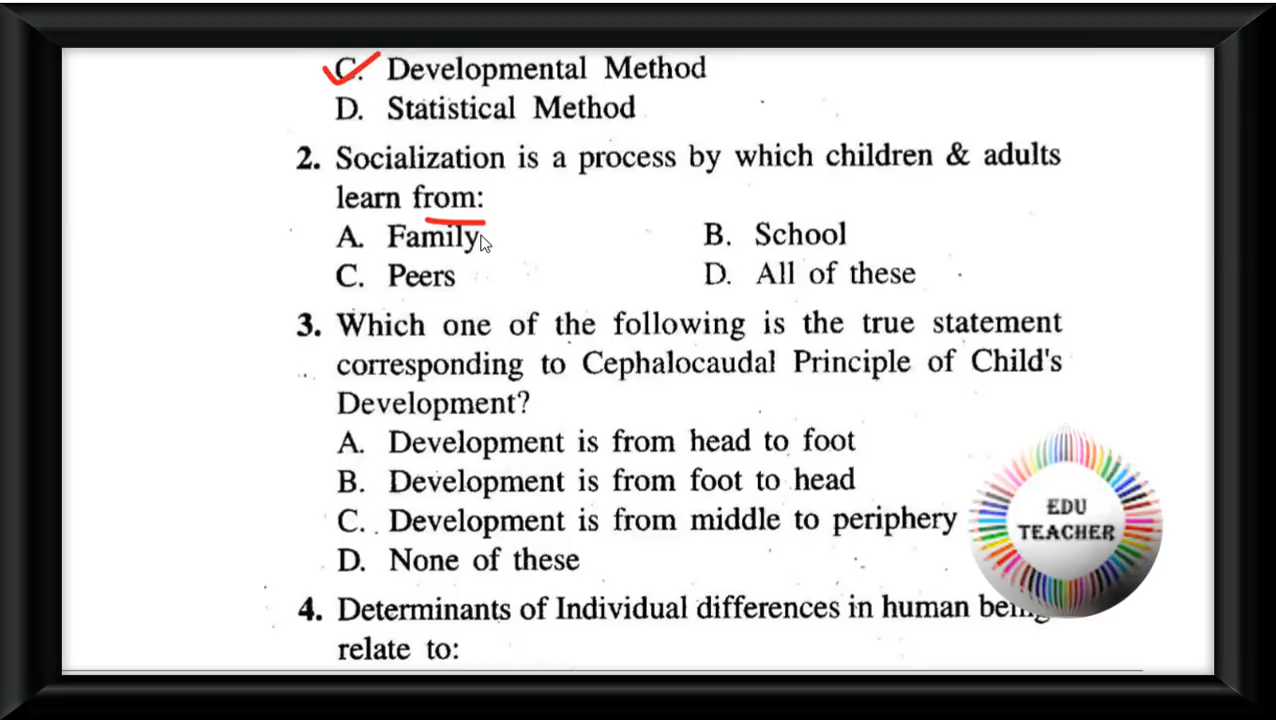 C. Developmental Method
D. Statistical Method
2. Socialization is a process by which children & adults
learn from:
A. Family
B. School
C. Peers
D. All of these
3. Which one of the following is the true statement
corresponding to Cephalocaudal Principle of Child's
Development?
A. Development is from head to foot
B. Development is from foot to head
C. Development is from middle to periphery
D. None of these
EDU
TEACHER
4. Determinants of Individual differences in human
relate to: